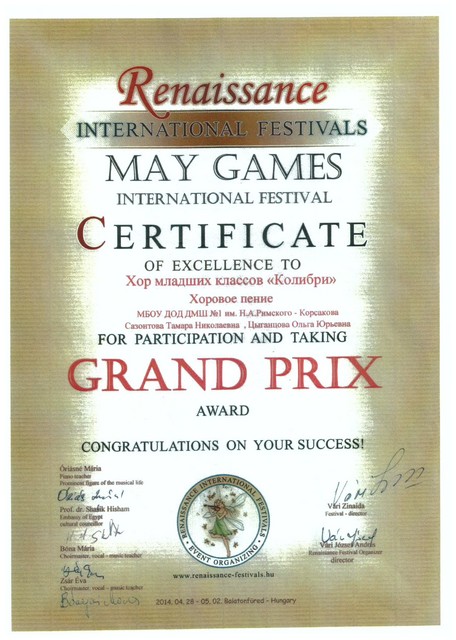 Renaissance
INTERNATIONAL FESTIVALS
MAY GAMES
INTERNATIONAL FESTIVAL
CERTIFICATE
OF EXCELLENCE TO
Хор младших классов «Колибри»
Хоровое пение
МБОУ ДОД ДМШ №1 им. Н.А.Римского - Корсакова
Сазонтова Тамара Николаевна , Цыганцова Ольга Юрьевна
FOR PARTICIPATION AND TAKING
GRAND PRIX
AWARD
CONGRATULATIONS ON YOUR SUCCESS!
Őriásné Mária
Piano teacher
Prominent figure of the musical life
Prof. dr. Shafik Hisham
Embassy of Egypt
cultural councillor
Bóna Mária
Choirmaster, vocal - music teacher
Zsár Éva
Choirmaster, vocal - music teacher
RENAISSANCE INTERNATIONAL FESTIVALS
EVENT ORGANIZING
www.renaissance-festivals.hu
Vári Zinaida
Festival - director
Vári József András
Renaissance Festival Organizer
director
2014. 04. 28 - 05. 02. Balatonfüred - Hungary